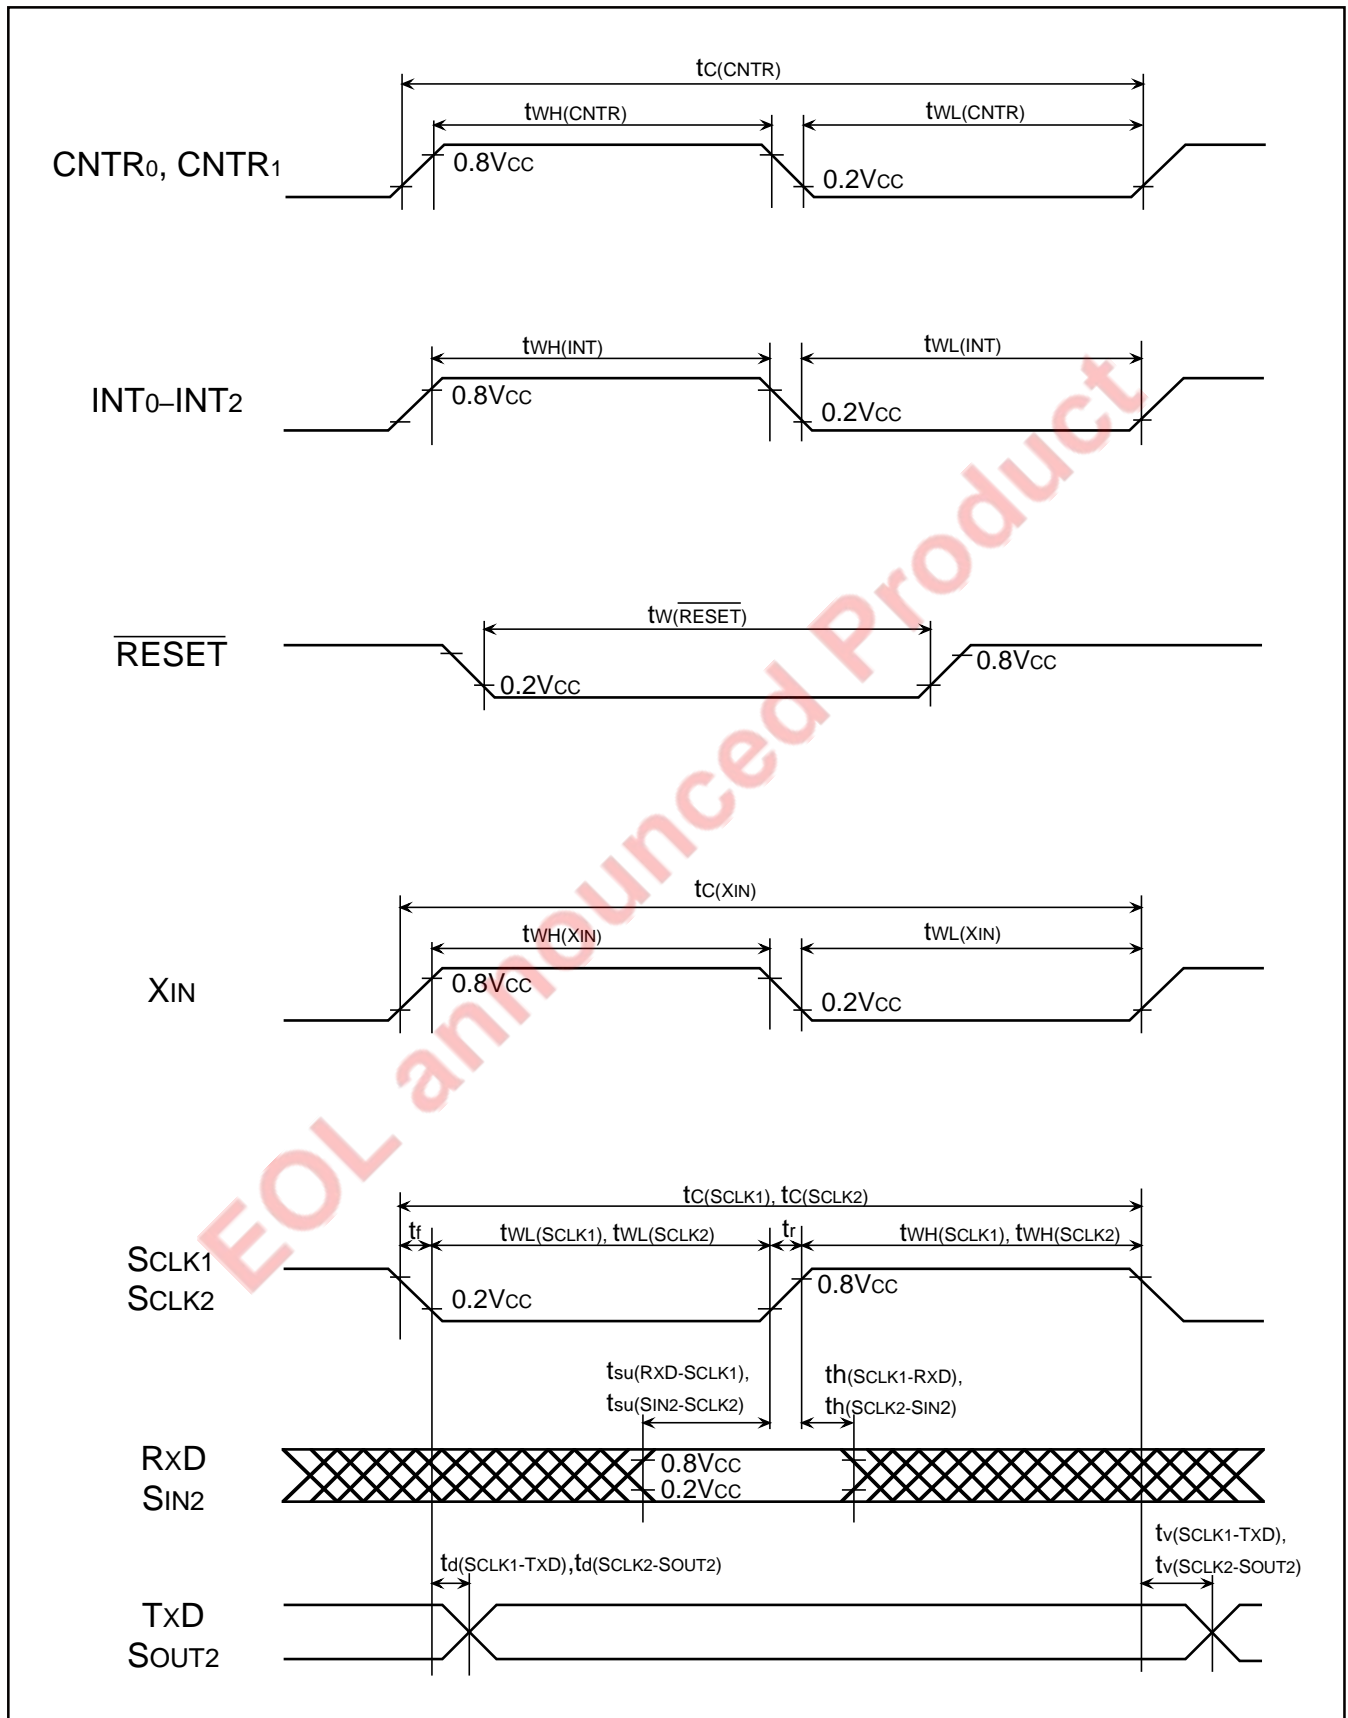 tC(CNTR)
tWH(CNTR) tWL(CNTR)
CNTR0, CNTR1 0.8VCC 0.2VCC
tWH(INT) tWL(INT)
INT0–INT2 0.8VCC 0.2VCC
tW(RESET)
RESET 0.2VCC 0.8VCC
tC(XIN)
tWH(XIN) tWL(XIN)
XIN 0.8VCC 0.2VCC
tC(SCLK1), tC(SCLK2)
tf tWL(SCLK1), tWL(SCLK2) tr tWH(SCLK1), tWH(SCLK2)
SCLK1
SCLK2 0.2VCC 0.8VCC
tsu(RXD-SCLK1), th(SCLK1-RXD),
tsu(SIN2-SCLK2) th(SCLK2-SIN2)
RXD 0.8VCC
SIN2 0.2VCC
tv(SCLK1-TXD),
td(SCLK1-TXD),td(SCLK2-SOUT2) tv(SCLK2-SOUT2)
TXD
SOUT2
EOL announced Product